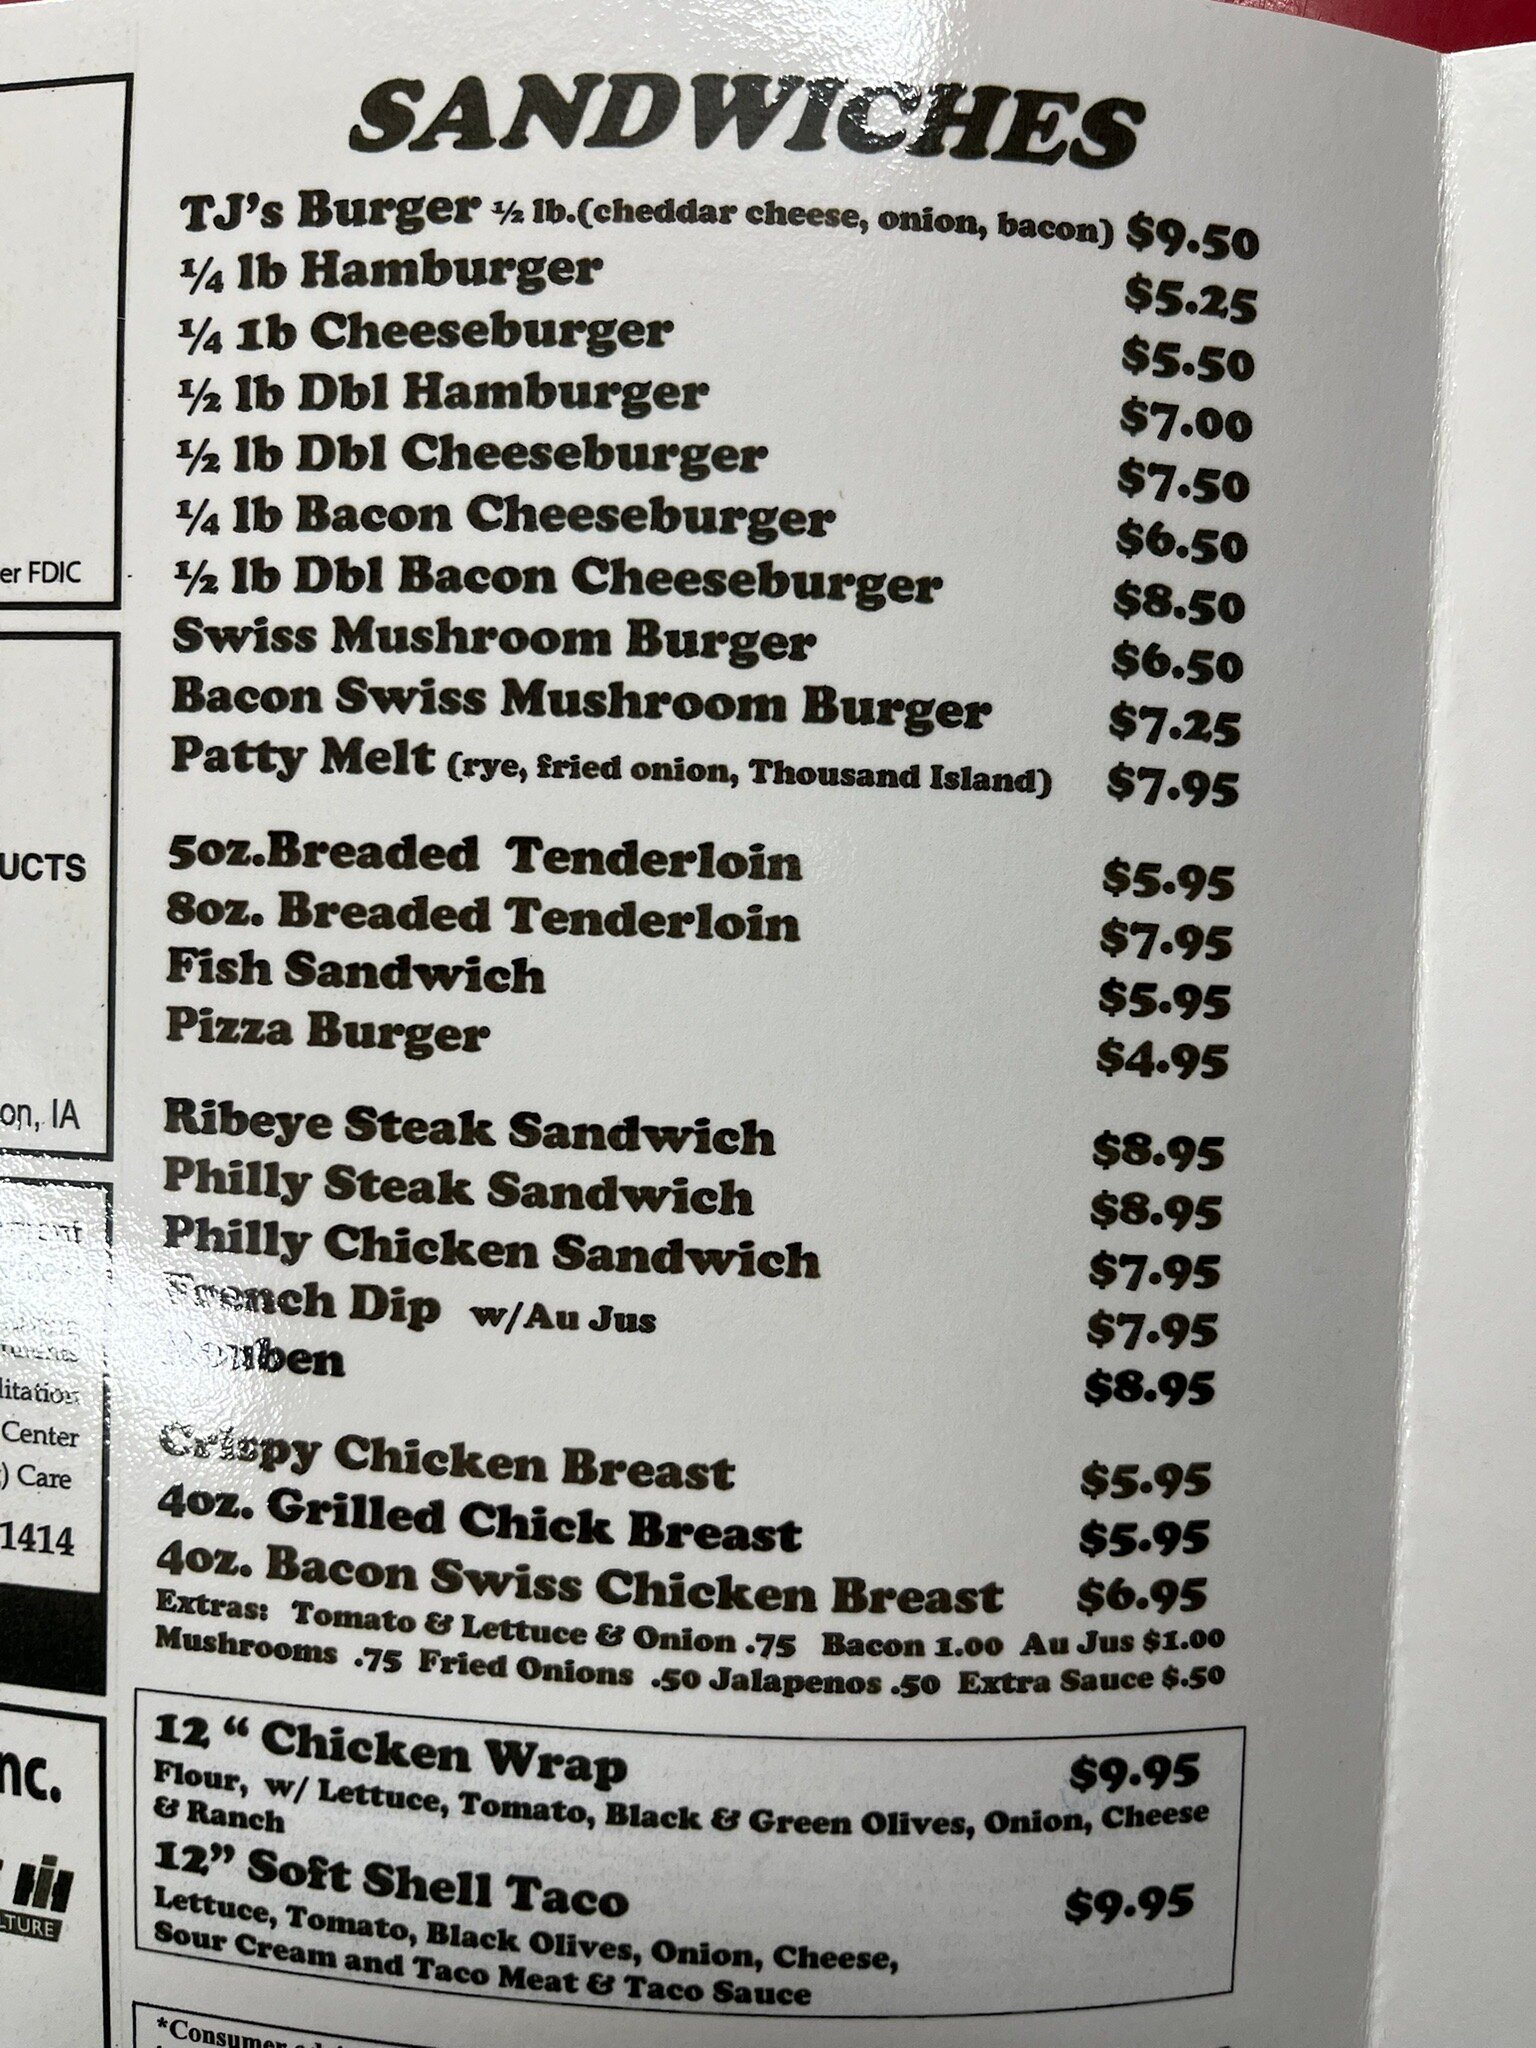 SANDWICHES
TJ's Burger ½ lb.(cheddar cheese, onion, bacon) $9.50
¼ lb Hamburger $5.25
¼ 1b Cheeseburger $5.50
½ lb Dbl Hamburger $7.00
½ lb Dbl Cheeseburger $7.50
¼ lb Bacon Cheeseburger $6.50
½ lb Dbl Bacon Cheeseburger $8.50
Swiss Mushroom Burger $6.50
Bacon Swiss Mushroom Burger $7.25
Patty Melt (rye, fried onion, Thousand Island) $7.95
5oz.Breaded Tenderloin $5.95
8oz. Breaded Tenderloin $7.95
Fish Sandwich $5.95
Pizza Burger $4.95
Ribeye Steak Sandwich $8.95
Philly Steak Sandwich $8.95
Philly Chicken Sandwich $7.95
French Dip w/Au Jus $7.95
$8.95
Crispy Chicken Breast $5.95
4oz. Grilled Chick Breast $5.95
4oz. Bacon Swiss Chicken Breast $6.95
Extras: Tomato & Lettuce & Onion .75 Bacon 1.00 Au Jus $1.00
Mushrooms .75 Fried Onions .50 Jalapenos .50 Extra Sauce $.50
12 “ Chicken Wrap $9.95
Flour, w/ Lettuce, Tomato, Black & Green Olives, Onion, Cheese
& Ranch
12” Soft Shell Taco $9.95
Lettuce, Tomato, Black Olives, Onion, Cheese,
Sour Cream and Taco Meat & Taco Sauce
*Consumer
er FDIC
UCTS
on, IA
litation
Center
) Care
1414
nc.
LTURE